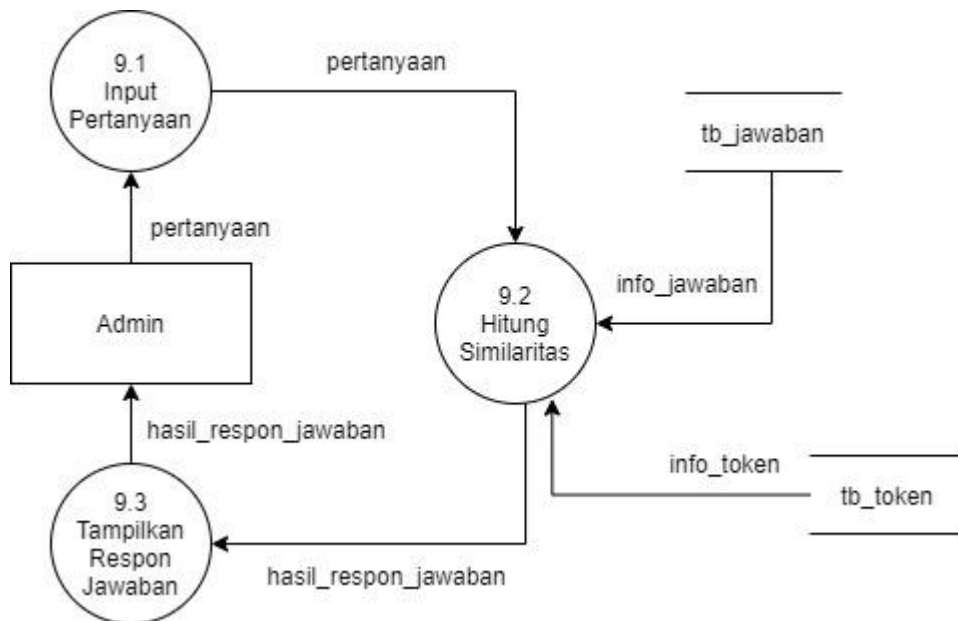 9.1
Input
Pertanyaan
pertanyaan
tb_jawaban
pertanyaan
info_jawaban
9.2
Hitung
Similaritas
Admin
hasil_respon_jawaban
info_token
tb_token
9.3
Tampilkan
Respon
Jawaban
hasil_respon_jawaban